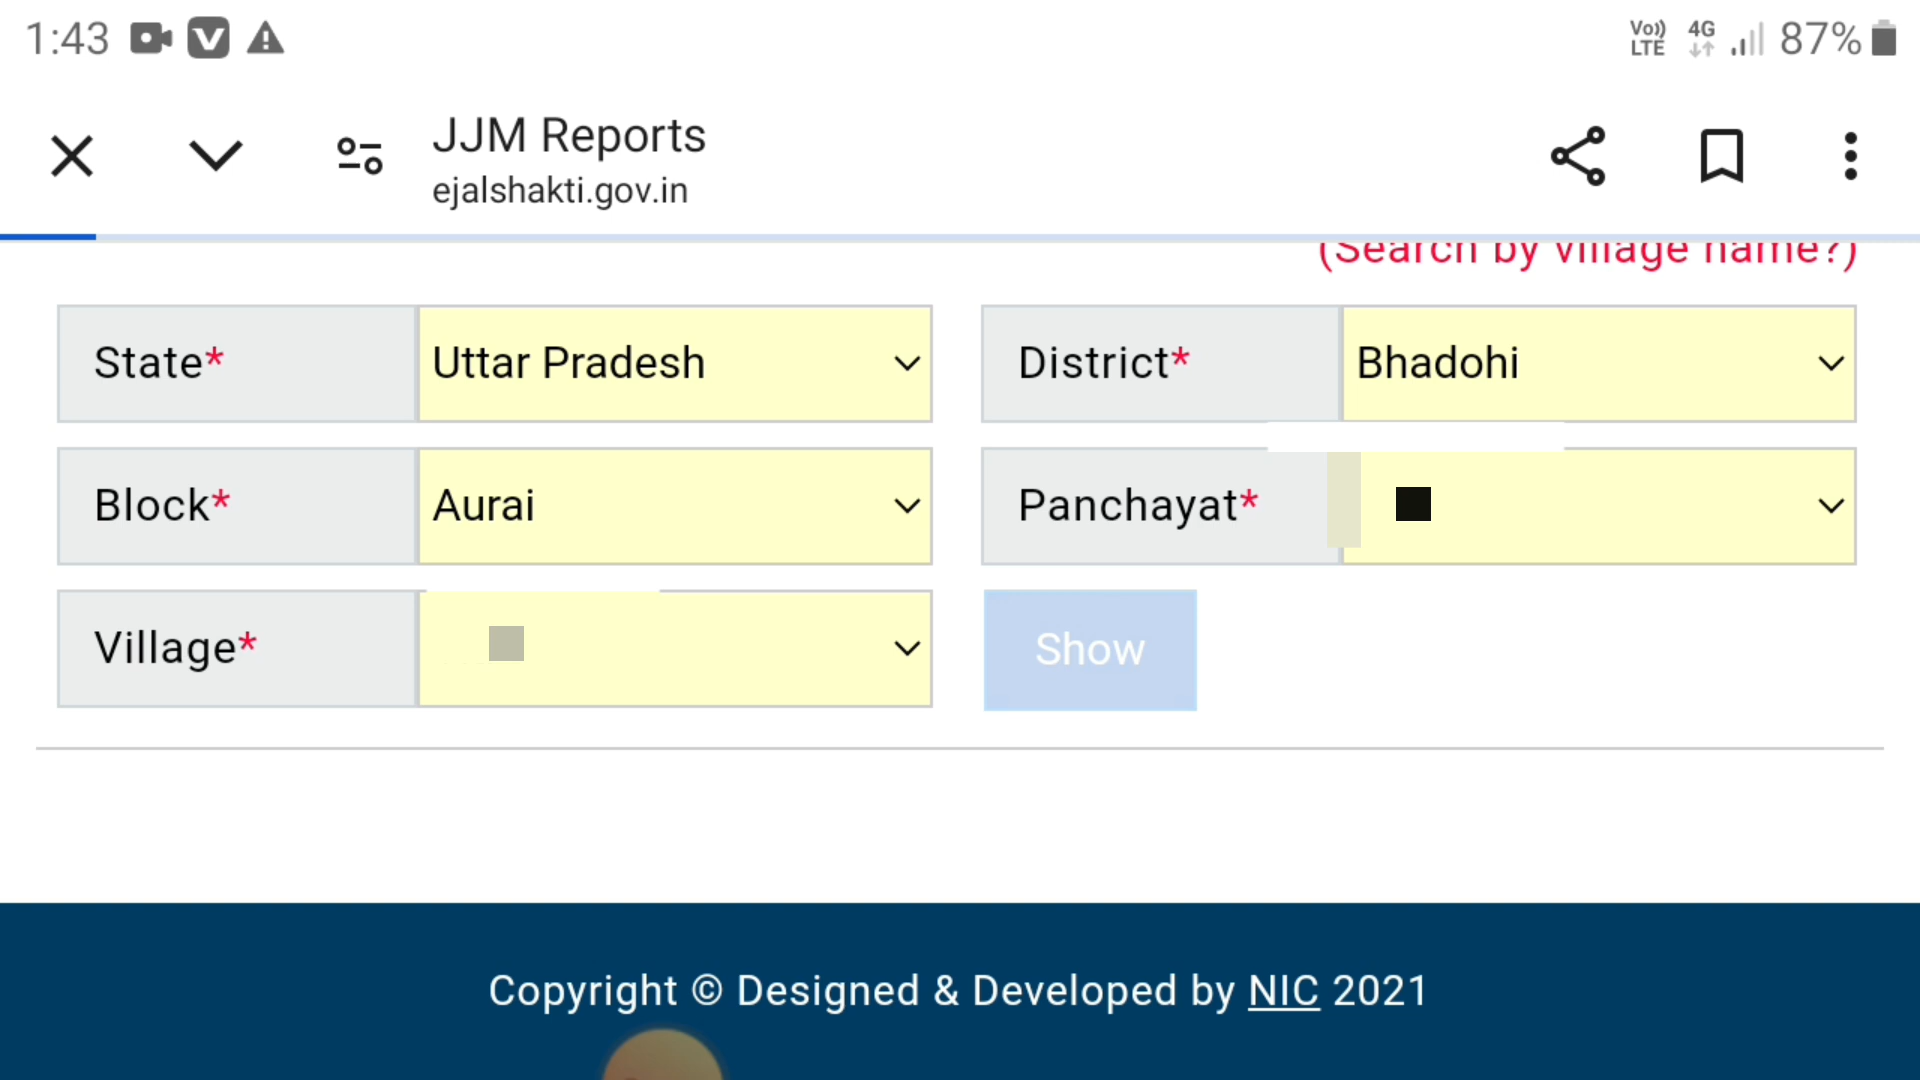 1:43
Vo)) LTE 4G 87%
JJM Reports
ejalshakti.gov.in
(Search by village name?)
State* Uttar Pradesh District* Bhadohi
Block* Aurai Panchayat*
Village* Show
Copyright © Designed & Developed by NIC 2021